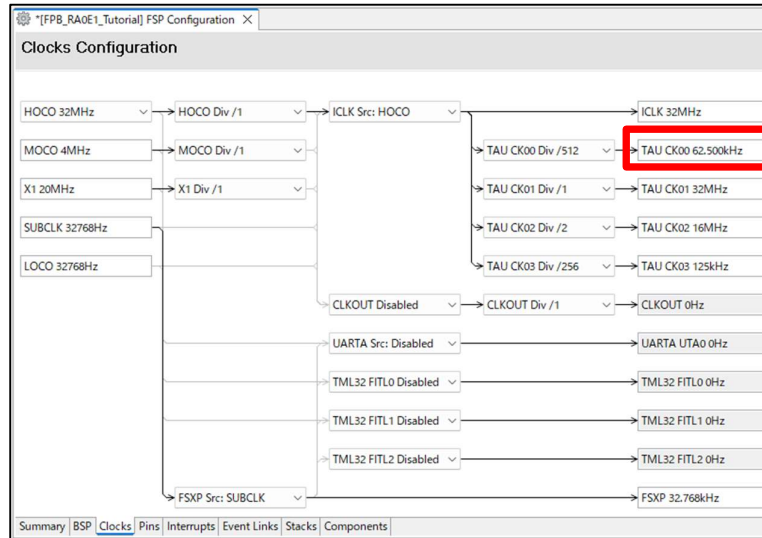 *[FPB_RA0E1_Tutorial] FSP Configuration
Clocks Configuration
HOCO 32MHz HOCO Div /1 ICLK Src: HOCO ICLK 32MHz
MOCO 4MHz MOCO Div /1 TAU CK00 Div /512 TAU CK00 62.500kHz
X1 20MHz X1 Div /1 TAU CK01 Div /1 TAU CK01 32MHz
SUBCLK 32768Hz TAU CK02 Div /2 TAU CK02 16MHz
LOCO 32768Hz TAU CK03 Div /256 TAU CK03 125kHz
CLKOUT Disabled CLKOUT Div /1 CLKOUT 0Hz
UARTA Src: Disabled UARTA UTA0 0Hz
TML32 FITL0 Disabled TML32 FITL0 0Hz
TML32 FITL1 Disabled TML32 FITL1 0Hz
TML32 FITL2 Disabled TML32 FITL2 0Hz
FSXP Src: SUBCLK FSXP 32.768kHz
Summary BSP Clocks Pins Interrupts Event Links Stacks Components